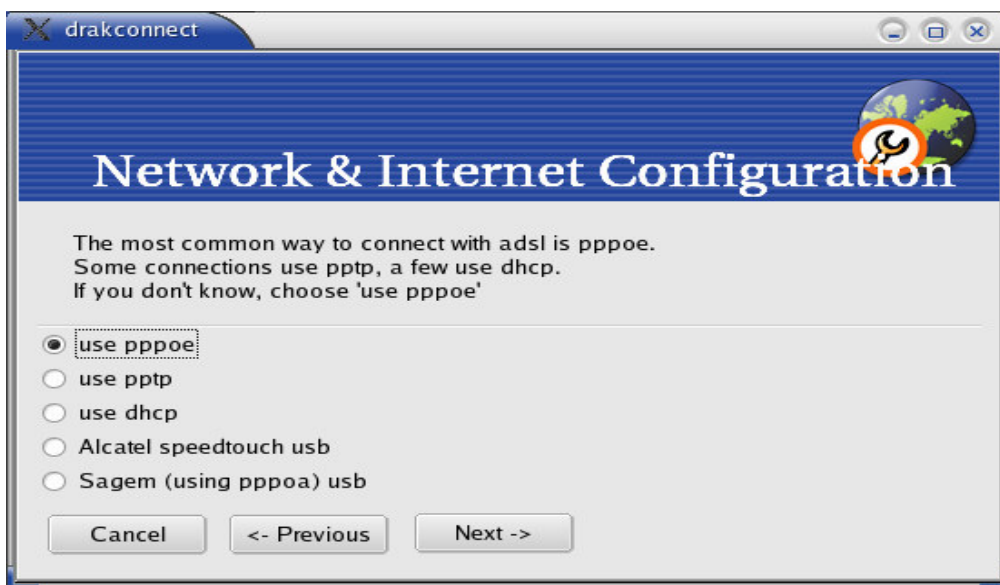 drakconnect
Network & Internet Configuration
The most common way to connect with adsl is pppoe.
Some connections use pptp, a few use dhcp.
If you don't know, choose 'use pppoe'
use pppoe
use pptp
use dhcp
Alcatel speedtouch usb
Sagem (using pppoa) usb
Cancel
<- Previous
Next ->